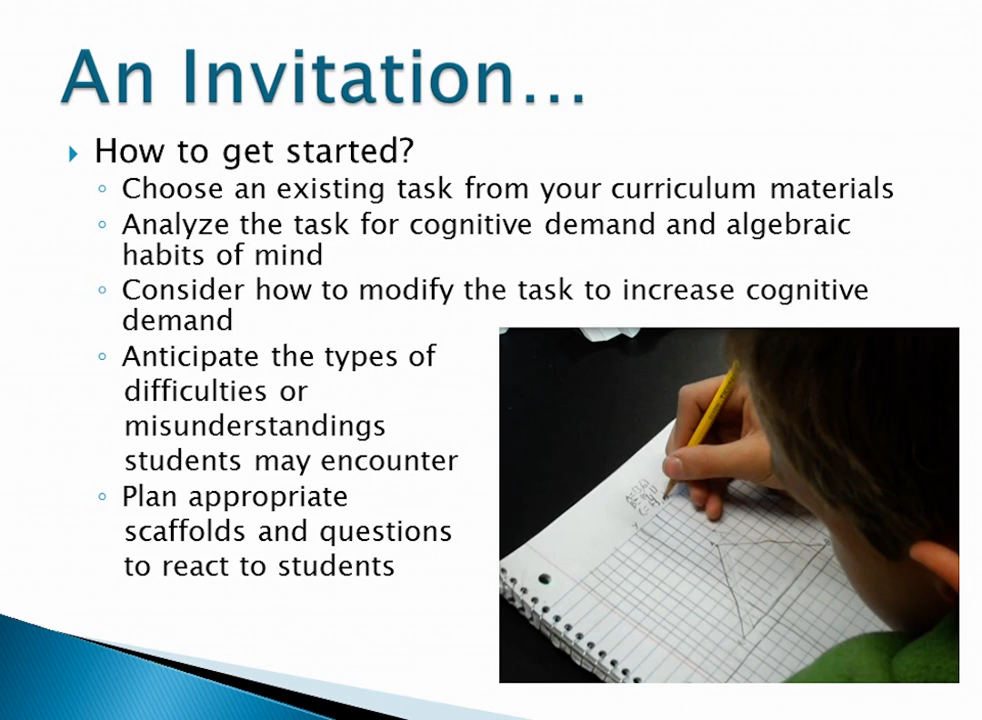 An Invitation...
How to get started?
Choose an existing task from your curriculum materials
Analyze the task for cognitive demand and algebraic
habits of mind
Consider how to modify the task to increase cognitive
demand
Anticipate the types of
difficulties or
misunderstandings
students may encounter
Plan appropriate
scaffolds and questions
to react to students